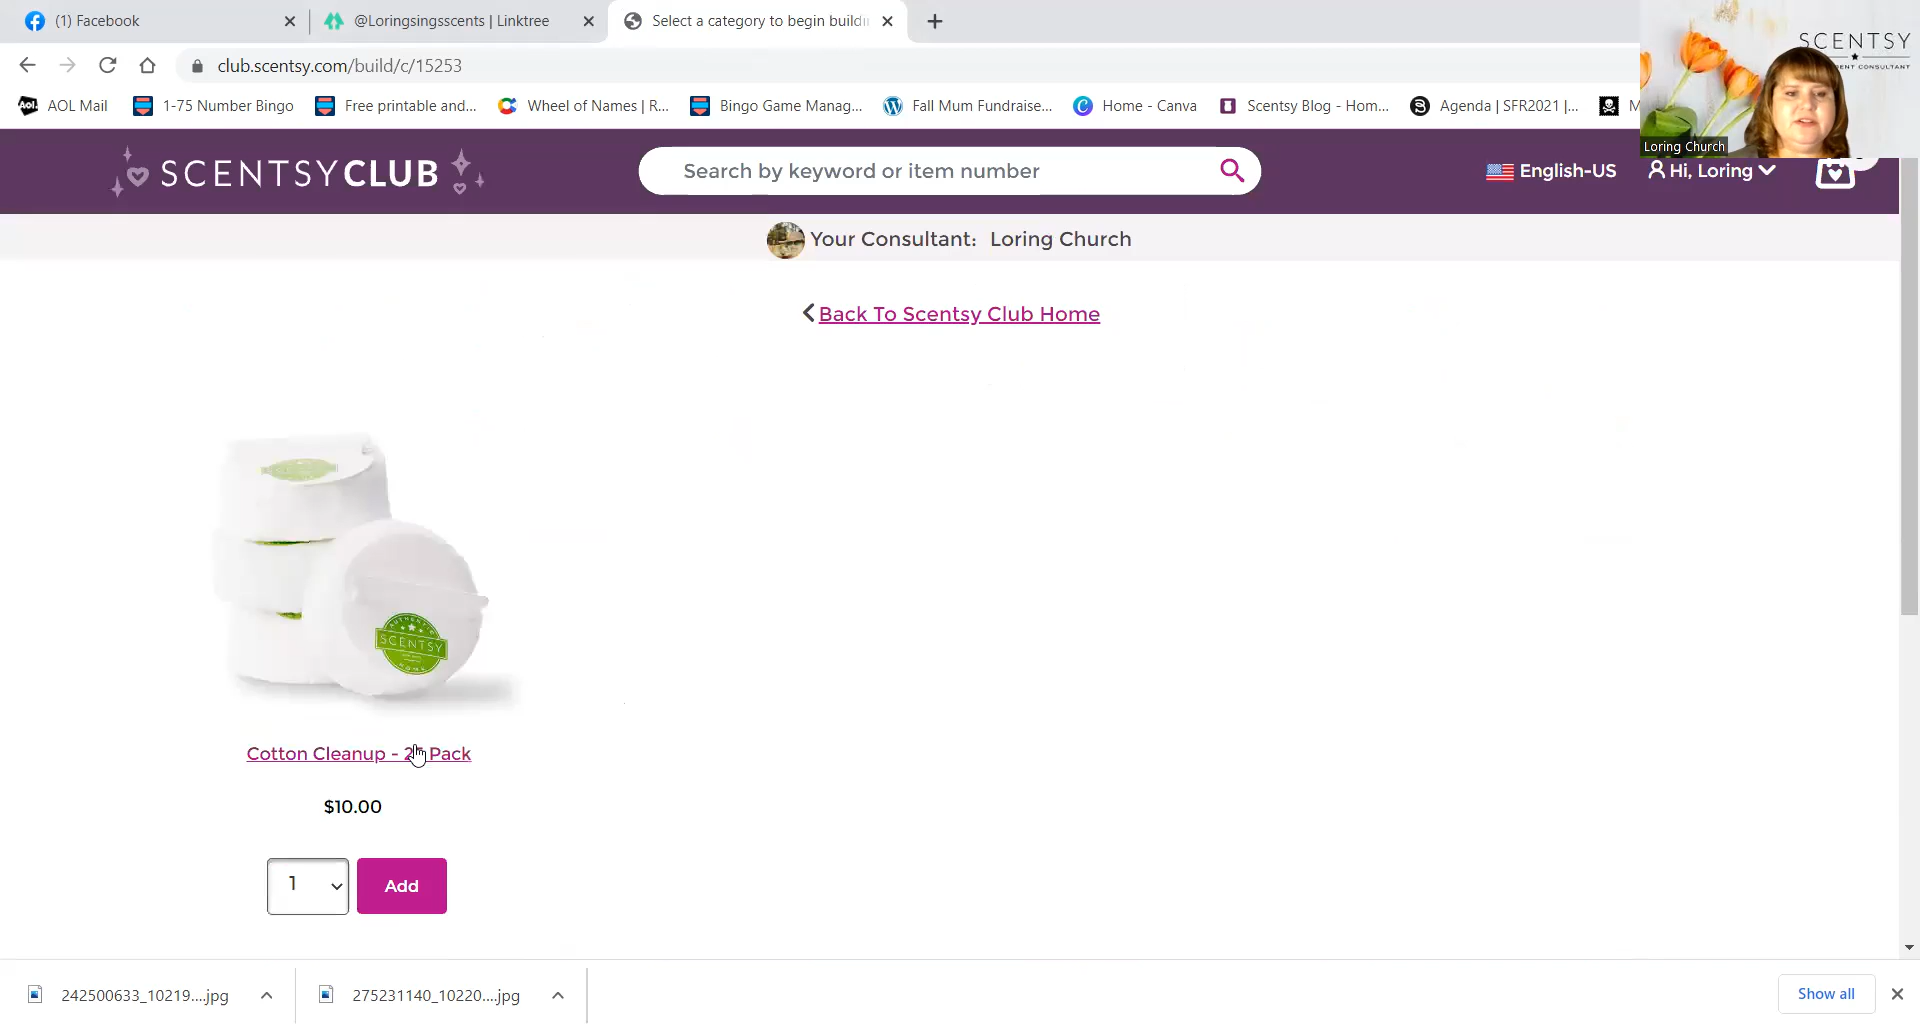 (1) Facebook
@Loringsingsscents | Linktree
Select a category to begin buildi
club.scentsy.com/build/c/15253
AOL Mail
1-75 Number Bingo
Free printable and...
Wheel of Names | R...
Bingo Game Manag...
Fall Mum Fundraise...
Home - Canva
Scentsy Blog - Hom...
Agenda | SFR2021 |...
M
SCENTSY
CONSULTANT
Loring Church
SCENTSYCLUB
Search by keyword or item number
English-US
Hi, Loring
Your Consultant: Loring Church
Back To Scentsy Club Home
AUTHENTIC
SCENTSY
HOME
Cotton Cleanup - Pack
$10.00
1
Add
242500633_10219....jpg
275231140_10220....jpg
Show all